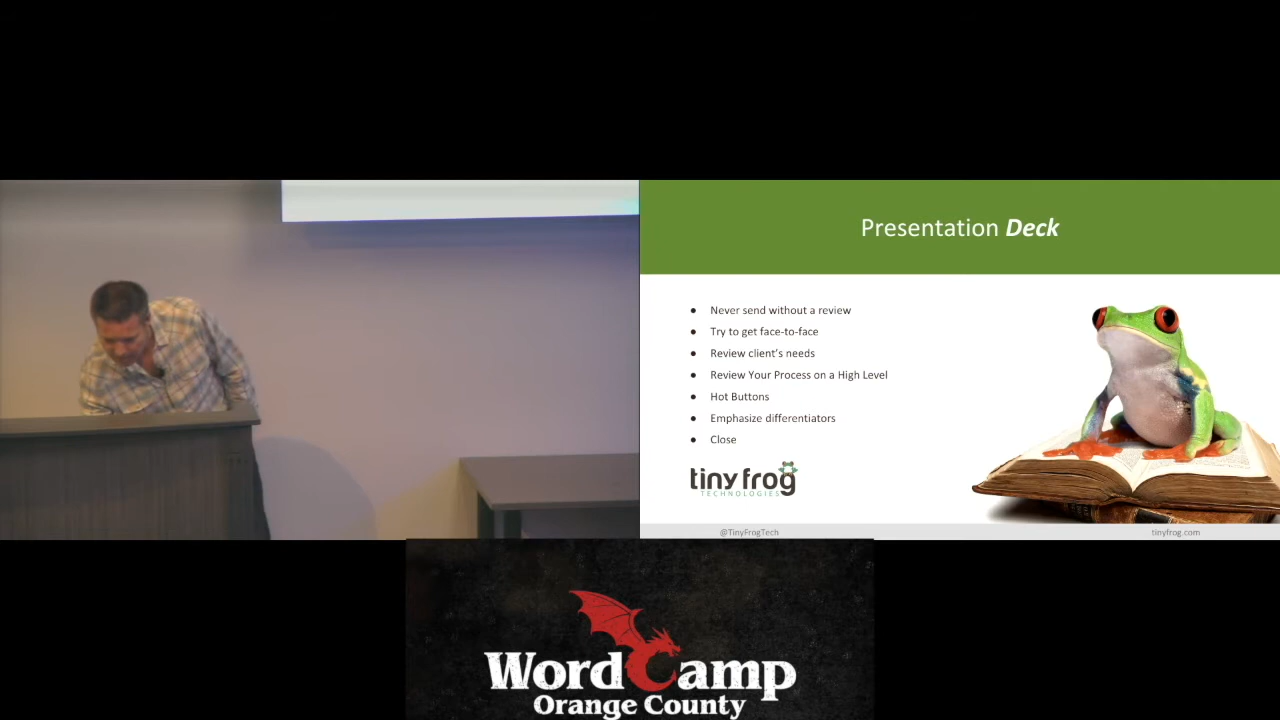 Presentation Deck
● Never send without a review
● Try to get face-to-face
● Review client's needs
● Review Your Process on a High Level
● Hot Buttons
● Emphasize differentiators
● Close
tiny frog
TECHNOLOGIES
@TinyFrogTech
tinyfrog.com
WordCamp
Orange County